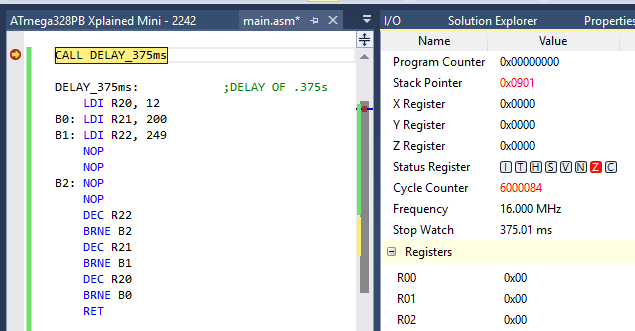 ATmega328PB Xplained Mini - 2242
main.asm*
CALL DELAY_375ms
DELAY_375ms: ;DELAY OF .375s
LDI R20, 12
B0: LDI R21, 200
B1: LDI R22, 249
NOP
NOP
B2: NOP
NOP
DEC R22
BRNE B2
DEC R21
BRNE B1
DEC R20
BRNE B0
RET
I/O Solution Explorer Properties
Name Value
Program Counter 0x00000000
Stack Pointer 0x0901
X Register 0x0000
Y Register 0x0000
Z Register 0x0000
Status Register I T H S V N Z C
Cycle Counter 6000084
Frequency 16.000 MHz
Stop Watch 375.01 ms
Registers
R00 0x00
R01 0x00
R02 0x00